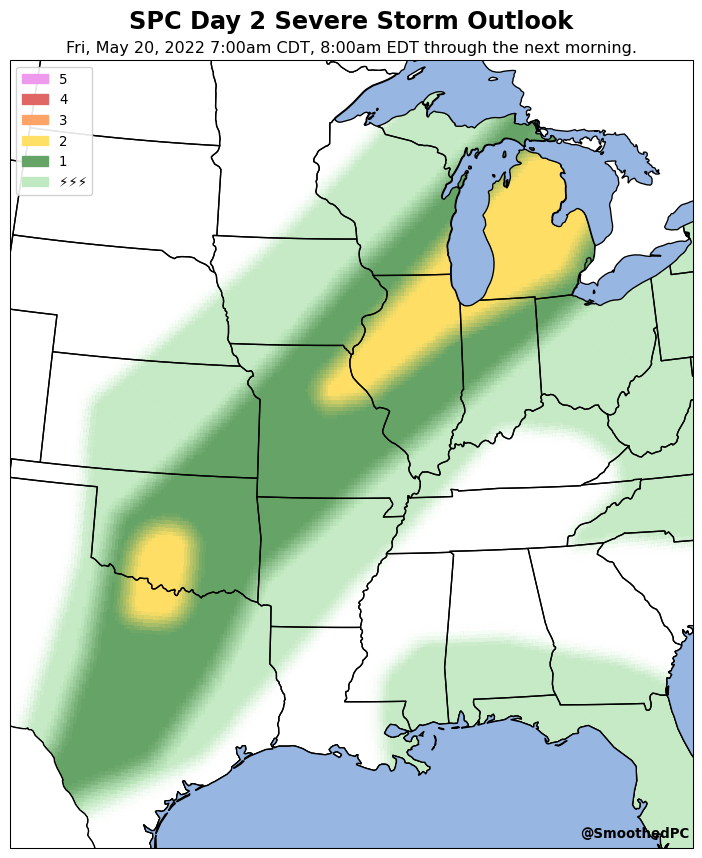 SPC Day 2 Severe Storm Outlook
Fri, May 20, 2022 7:00am CDT, 8:00am EDT through the next morning.
5
4
3
2
1
⚡⚡⚡
@SmoothedPC